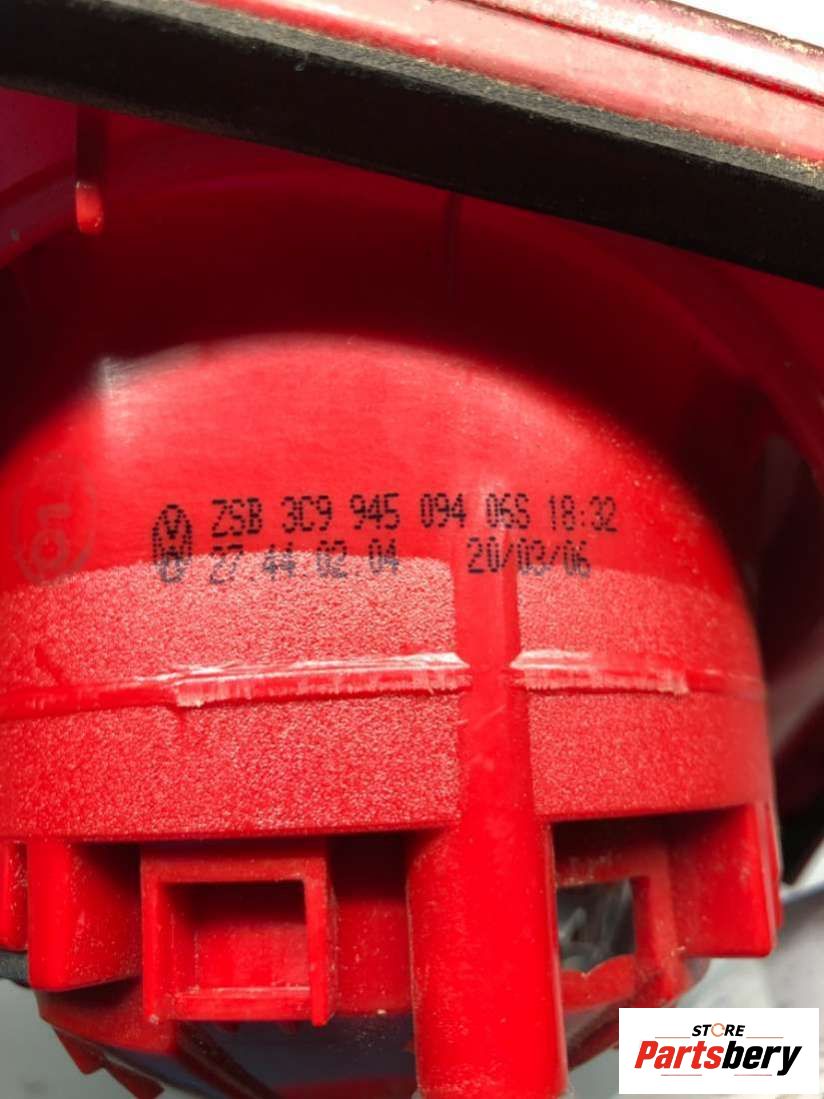 ZSB 3C9 945 094 06S 18:32
27.44.02.04 20/03/06
STORE
Partsbery